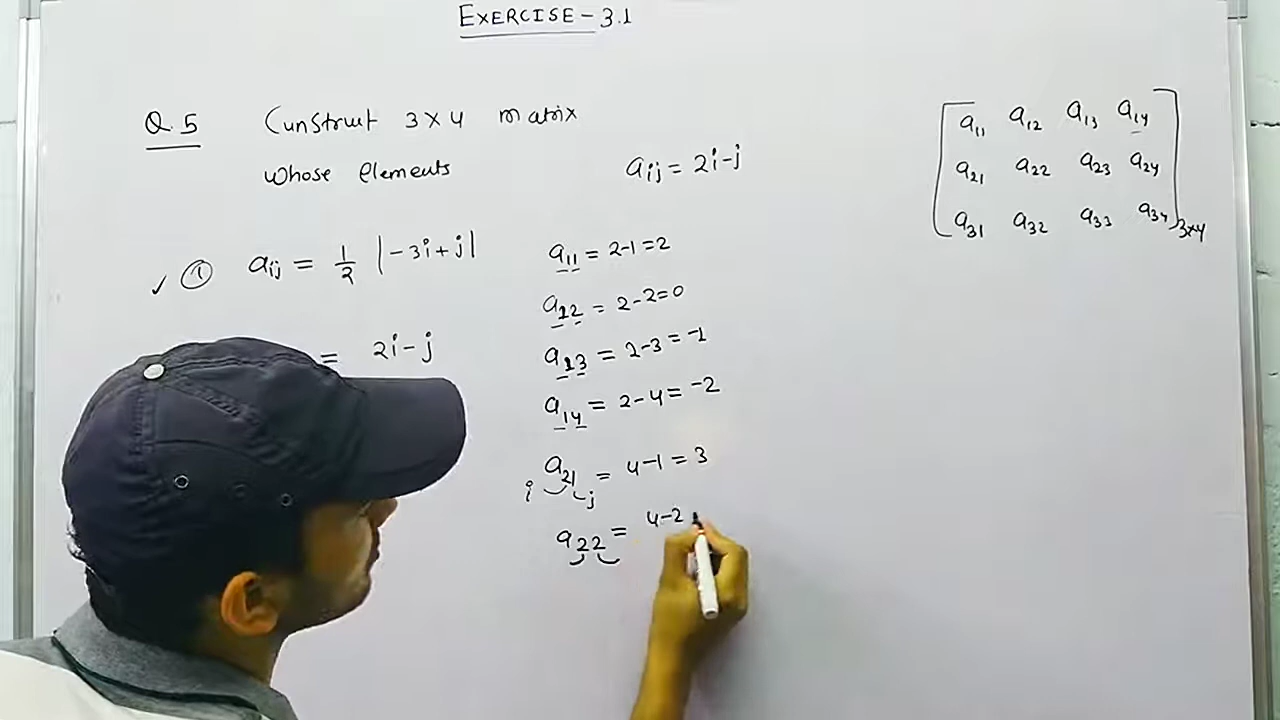 EXERCISE-3.1
Q.5 Cunstruct 3×4 matrix
whose elements
① aij = 1/2 |-3i+j|
= 2i-j
aij = 2i-j
a11 = 2-1=2
a12 = 2-2=0
a13 = 2-3=-1
a14 = 2-4=-2
a21 = 4-1=3
i j
a22 = 4-2
a11 a12 a13 a14
a21 a22 a23 a24
a31 a32 a33 a34 3×4